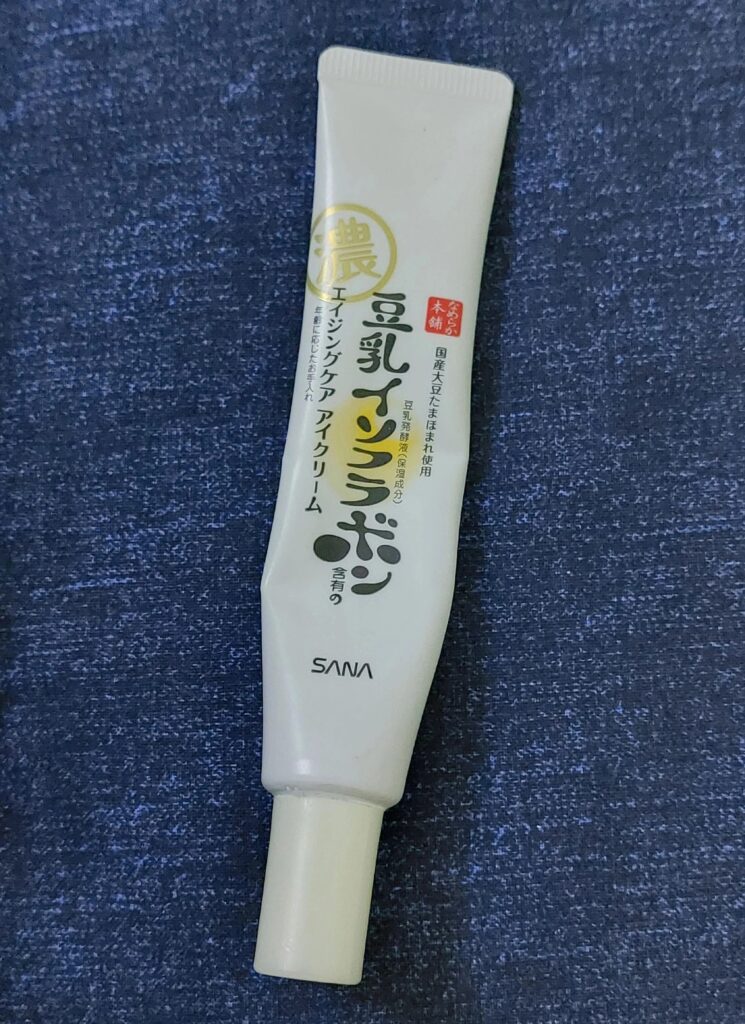 濃
なめらか
本舗
国産大豆たまほまれ使用
豆乳発酵液(保湿成分)
豆乳イソフラボン
含有の
エイジングケア アイクリーム
年齢に応じたお手入れ
SANA